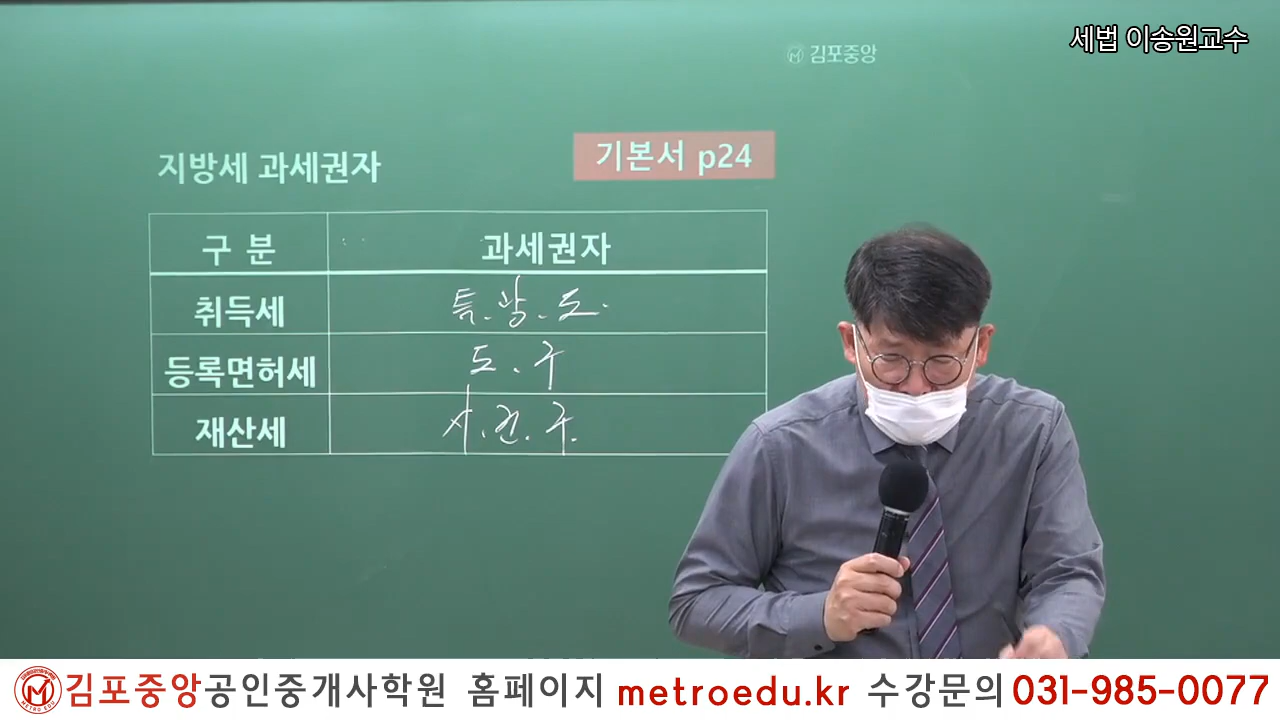 세법 이송원교수
김포중앙
지방세 과세권자
기본서 p24
구 분 과세권자
취득세 특.광.도.
등록면허세 도.구
재산세 시.군.구.
김포중앙공인중개사학원 홈페이지 metroedu.kr 수강문의 031-985-0077